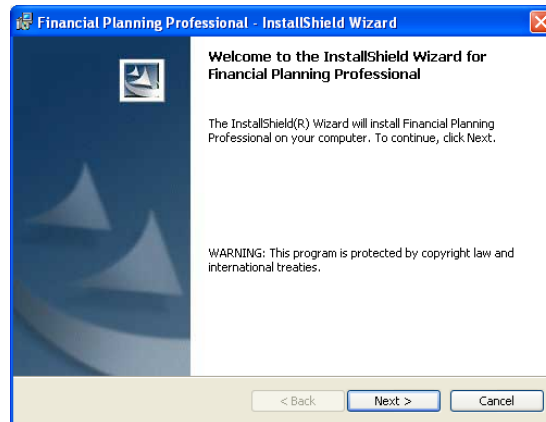 Financial Planning Professional - InstallShield Wizard
Welcome to the InstallShield Wizard for
Financial Planning Professional
The InstallShield(R) Wizard will install Financial Planning
Professional on your computer. To continue, click Next.
WARNING: This program is protected by copyright law and
international treaties.
< Back
Next >
Cancel